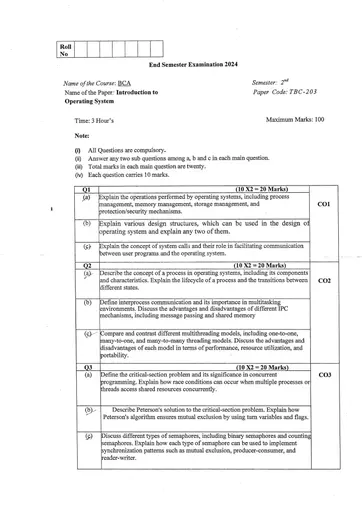 Roll
No
End Semester Examination 2024
Name of the Course: BCA
Semester: 2nd
Name of the Paper: Introduction to
Operating System
Paper Code: TBC-203
Time: 3 Hour's
Maximum Marks: 100
Note:
(i) All Questions are compulsory.
(ii) Answer any two sub questions among a, b and c in each main question.
(iii) Total marks in each main question are twenty.
(iv) Each question carries 10 marks.
Q1 (10 X2 = 20 Marks)
(a) Explain the operations performed by operating systems, including process
management, memory management, storage management, and
protection/security mechanisms.
CO1
(b) Explain various design structures, which can be used in the design of
operating system and explain any two of them.
(c) Explain the concept of system calls and their role in facilitating communication
between user programs and the operating system.
Q2 (10 X2 = 20 Marks)
(a) Describe the concept of a process in operating systems, including its components
and characteristics. Explain the lifecycle of a process and the transitions between
different states.
CO2
(b) Define interprocess communication and its importance in multitasking
environments. Discuss the advantages and disadvantages of different IPC
mechanisms, including message passing and shared memory
(c) Compare and contrast different multithreading models, including one-to-one,
many-to-one, and many-to-many threading models. Discuss the advantages and
disadvantages of each model in terms of performance, resource utilization, and
portability.
Q3 (10 X2 = 20 Marks)
(a) Define the critical-section problem and its significance in concurrent
programming. Explain how race conditions can occur when multiple processes or
threads access shared resources concurrently.
CO3
(b) Describe Peterson's solution to the critical-section problem. Explain how
Peterson's algorithm ensures mutual exclusion by using turn variables and flags.
(c) Discuss different types of semaphores, including binary semaphores and counting
semaphores. Explain how each type of semaphore can be used to implement
synchronization patterns such as mutual exclusion, producer-consumer, and
reader-writer.